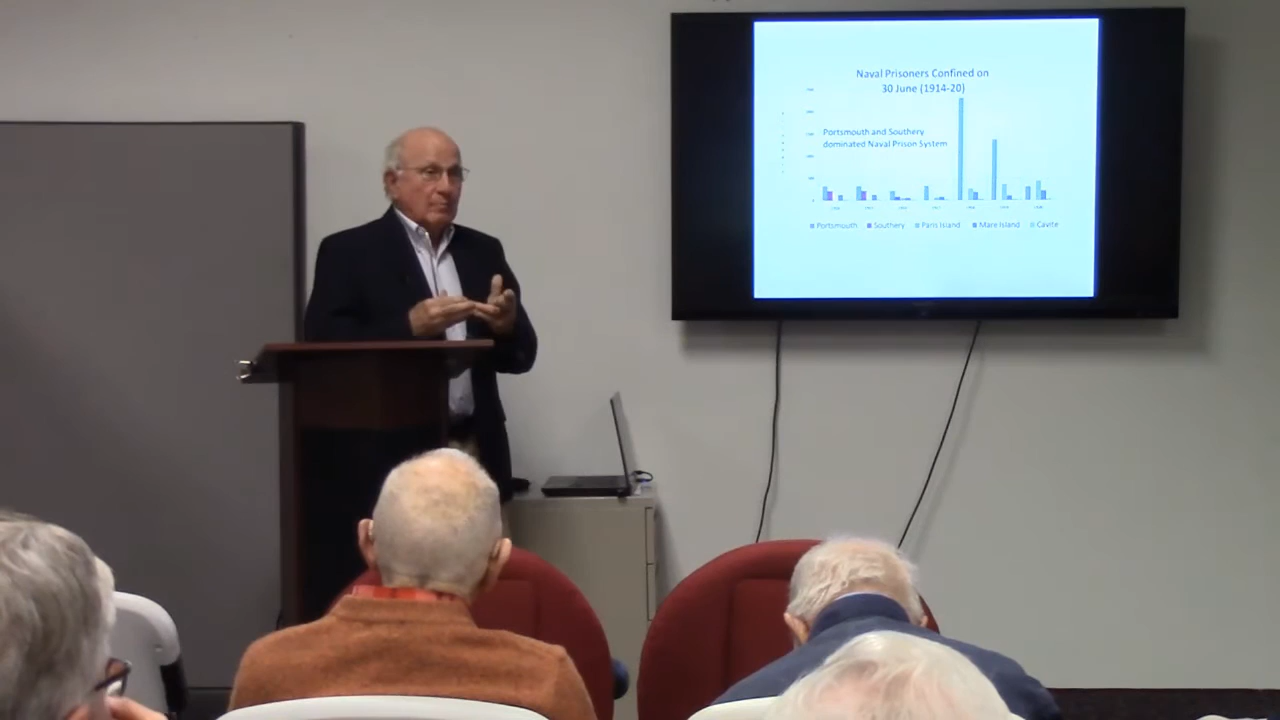 Naval Prisoners Confined on
30 June (1914-20)
Portsmouth and Southery
dominated Naval Prison System
Portsmouth Southery Paris Island Mare Island Cavite